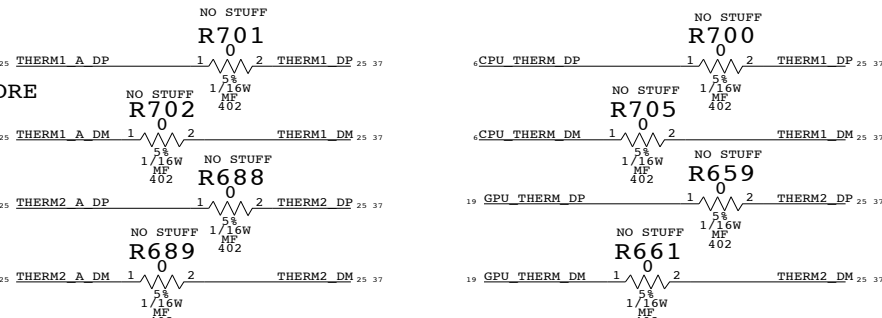 NO STUFF
R701
0
25 THERM1_A_DP 1 2 THERM1_DP 25 37
5%
1/16W
MF
402
ORE
NO STUFF
R702
0
25 THERM1_A_DM 1 2 THERM1_DM 25 37
5%
1/16W
MF
402
NO STUFF
R688
0
25 THERM2_A_DP 1 2 THERM2_DP 25 37
5%
1/16W
MF
402
NO STUFF
R689
0
25 THERM2_A_DM 1 2 THERM2_DM 25 37
5%
1/16W
MF
NO STUFF
R700
0
6 CPU_THERM_DP 1 2 THERM1_DP 25 37
5%
1/16W
MF
402
NO STUFF
R705
0
6 CPU_THERM_DM 1 2 THERM1_DM 25 37
5%
1/16W
MF
402
NO STUFF
R659
0
19 GPU_THERM_DP 1 2 THERM2_DP 25 37
5%
1/16W
MF
402
NO STUFF
R661
0
19 GPU_THERM_DM 1 2 THERM2_DM 25 37
5%
1/16W
MF